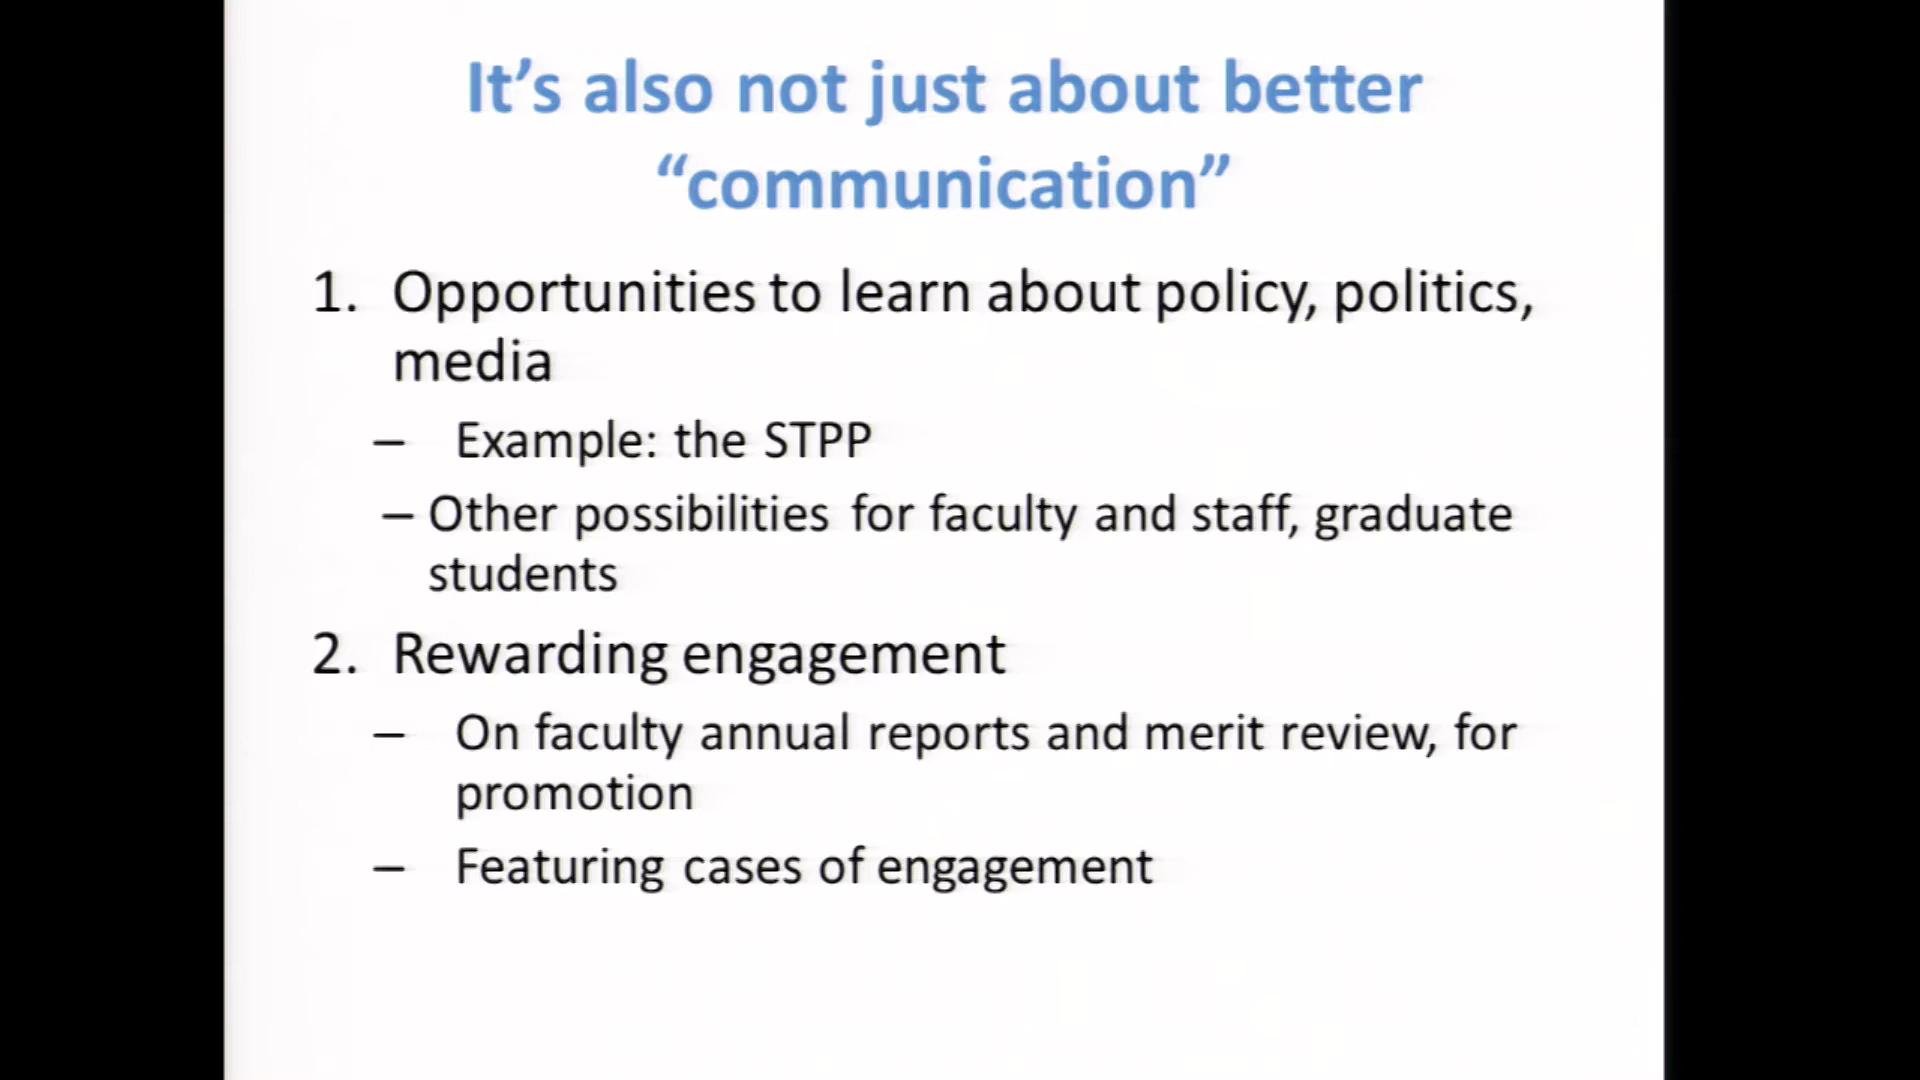 It’s also not just about better
“communication”
1. Opportunities to learn about policy, politics,
media
– Example: the STPP
– Other possibilities for faculty and staff, graduate
students
2. Rewarding engagement
– On faculty annual reports and merit review, for
promotion
– Featuring cases of engagement